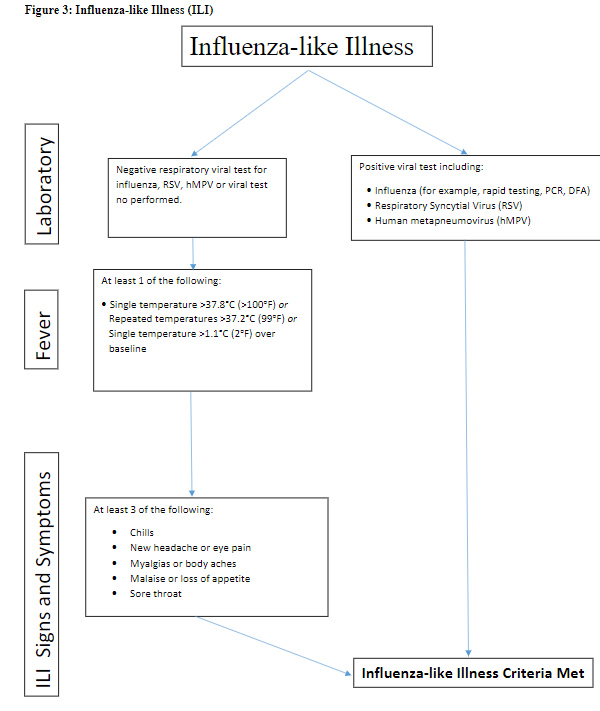 Figure 3: Influenza-like Illness (ILI)
Influenza-like Illness
Laboratory
Negative respiratory viral test for
influenza, RSV, hMPV or viral test
no performed.
Positive viral test including:
• Influenza (for example, rapid testing, PCR, DFA)
• Respiratory Syncytial Virus (RSV)
• Human metapneumovirus (hMPV)
Fever
At least 1 of the following:
• Single temperature >37.8°C (>100°F) or
Repeated temperatures >37.2°C (99°F) or
Single temperature >1.1°C (2°F) over
baseline
ILI Signs and Symptoms
At least 3 of the following:
• Chills
• New headache or eye pain
• Myalgias or body aches
• Malaise or loss of appetite
• Sore throat
Influenza-like Illness Criteria Met